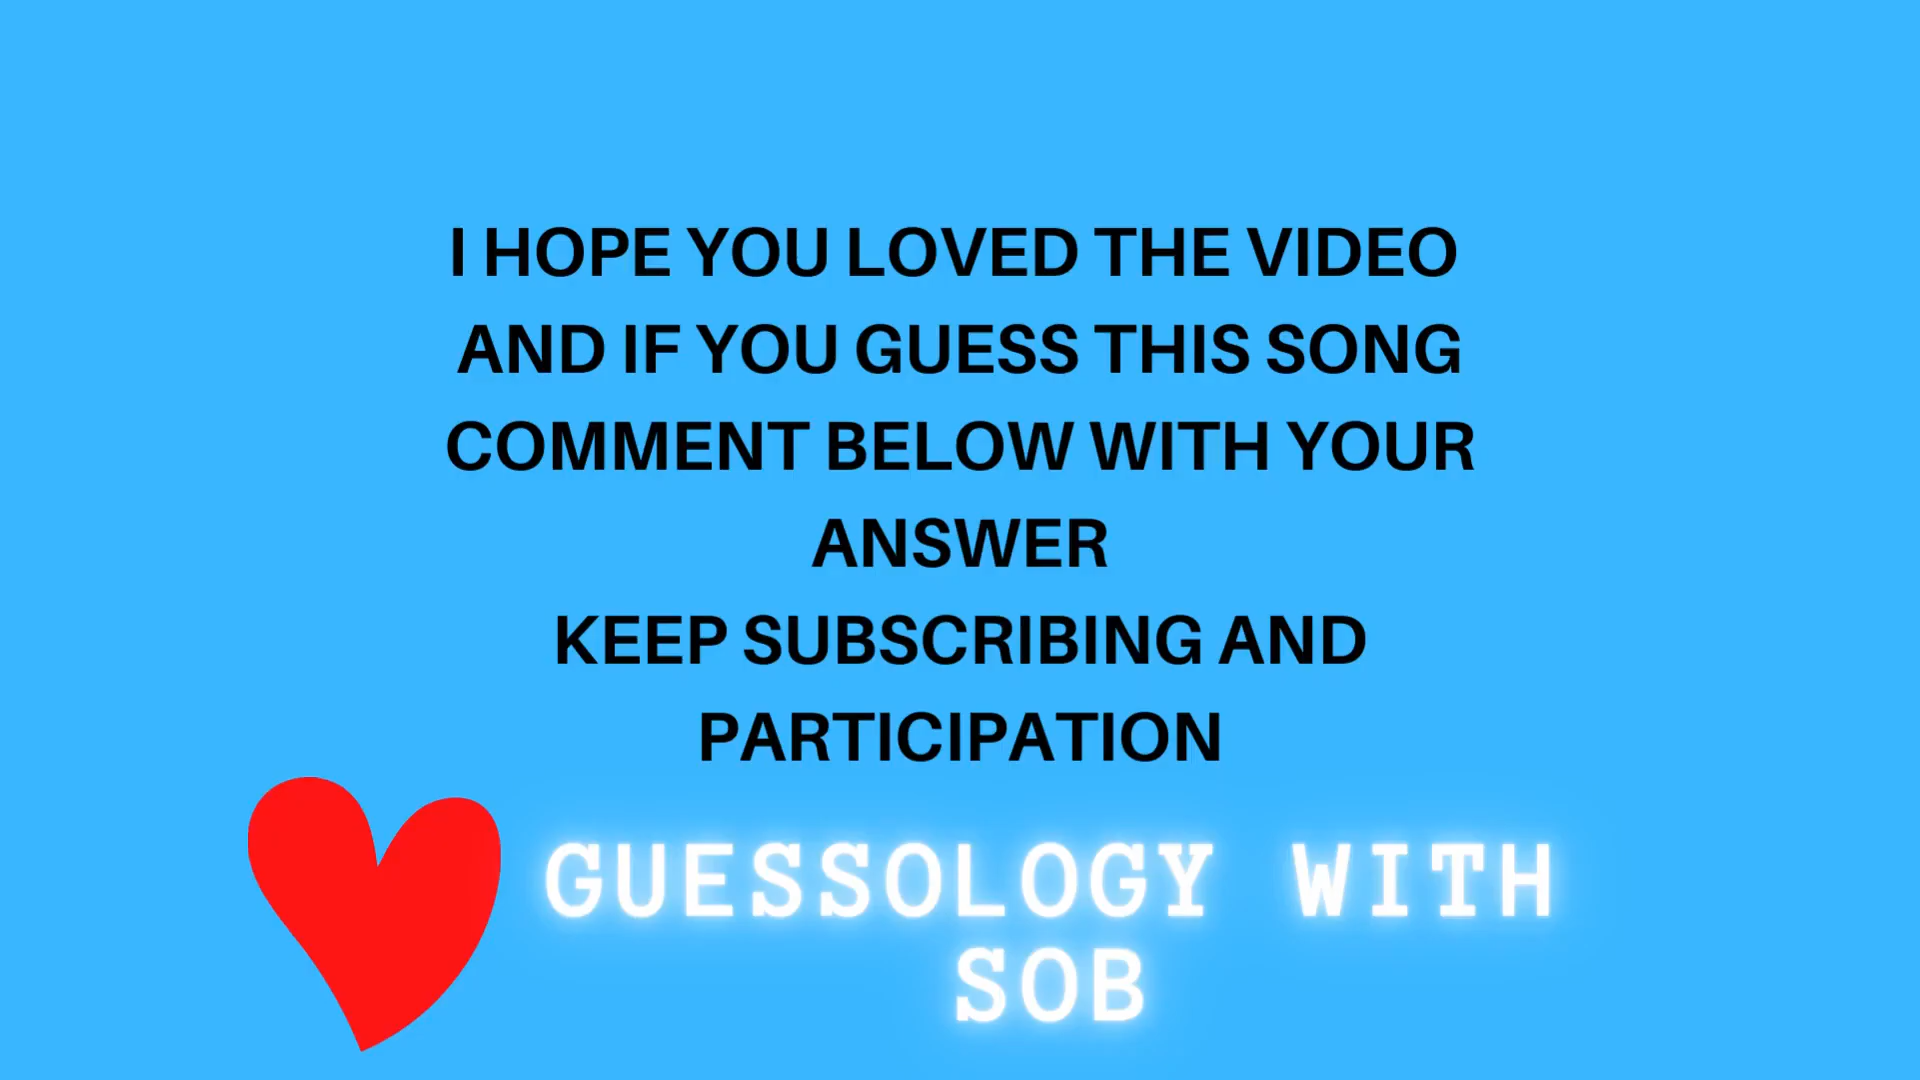 I HOPE YOU LOVED THE VIDEO
AND IF YOU GUESS THIS SONG
COMMENT BELOW WITH YOUR
ANSWER
KEEP SUBSCRIBING AND
PARTICIPATION
GUESSOLOGY WITH
SOB